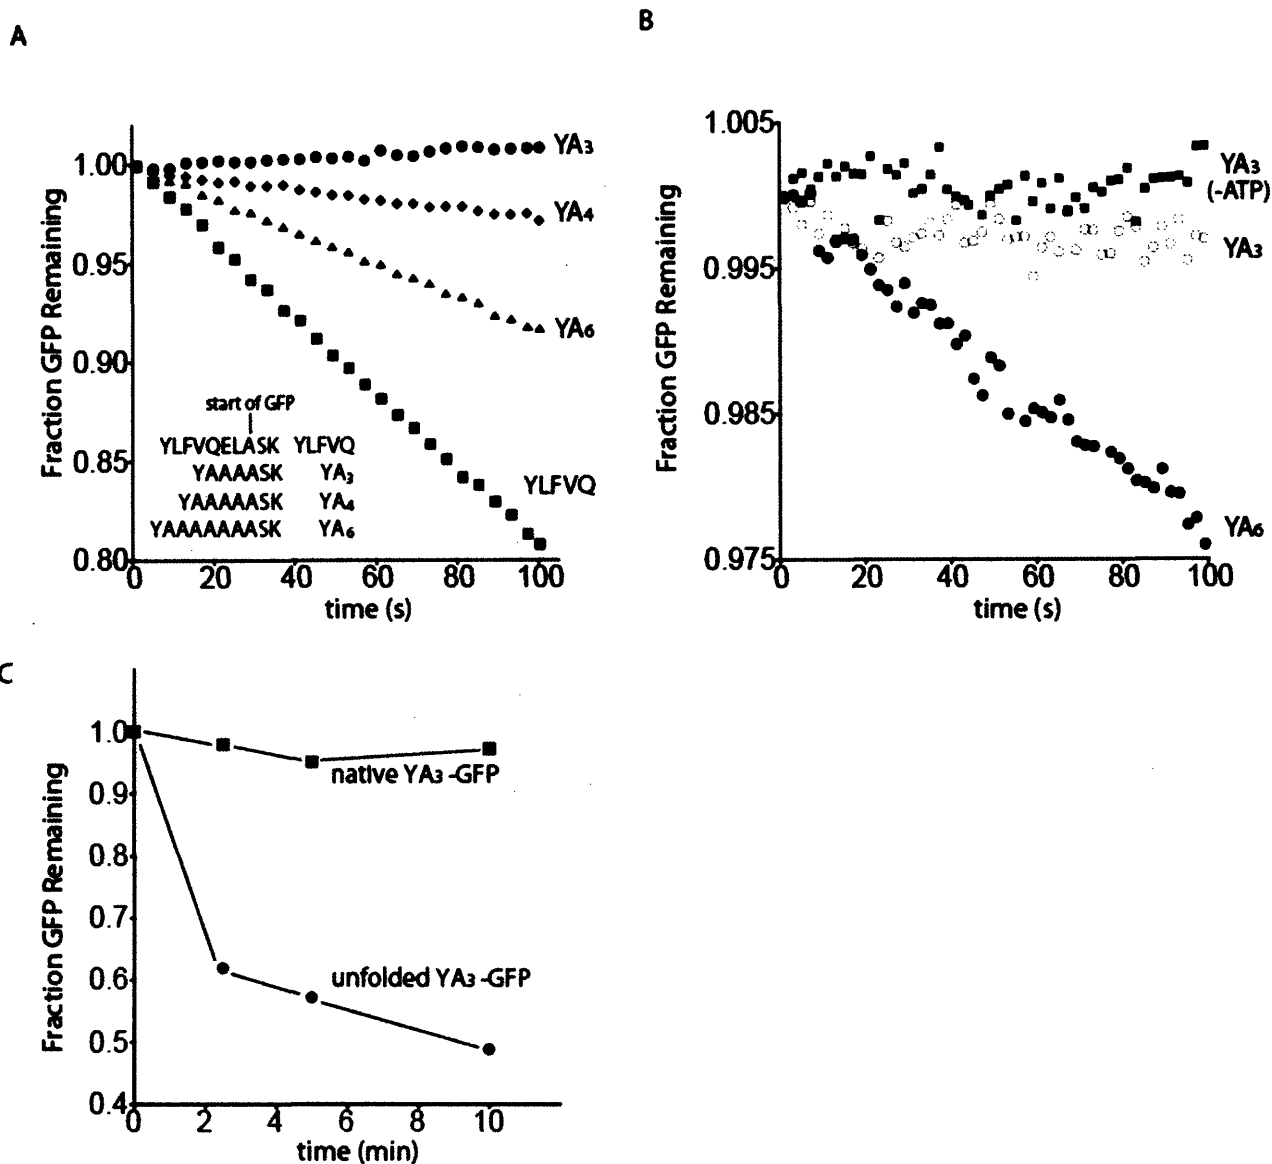 A
Fraction GFP Remaining
1.00
0.95
0.90
0.85
0.80
0 20 40 60 80 100
time (s)
YA3
YA4
YA6
YLFVQ
start of GFP
YLFVQELASK YLFVQ
YAAAASK YA3
YAAAAASK YA4
YAAAAAAASK YA6
B
Fraction GFP Remaining
1.005
0.995
0.985
0.975
0 20 40 60 80 100
time (s)
YA3
(-ATP)
YA3
YA6
C
Fraction GFP Remaining
1.0
0.9
0.8
0.7
0.6
0.5
0.4
0 2 4 6 8 10
time (min)
native YA3 -GFP
unfolded YA3 -GFP